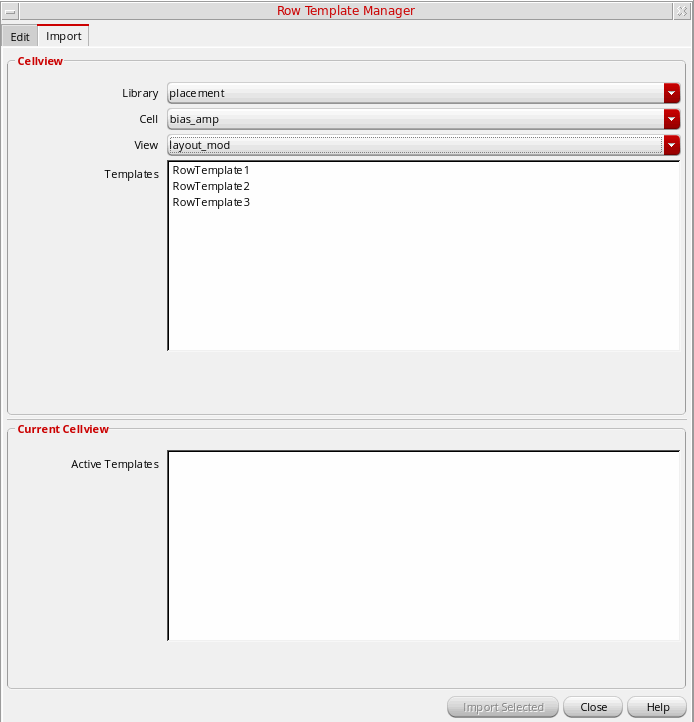 Row Template Manager
Edit
Import
Cellview
Library
placement
Cell
bias_amp
View
layout_mod
Templates
RowTemplate1
RowTemplate2
RowTemplate3
Current Cellview
Active Templates
Import Selected
Close
Help